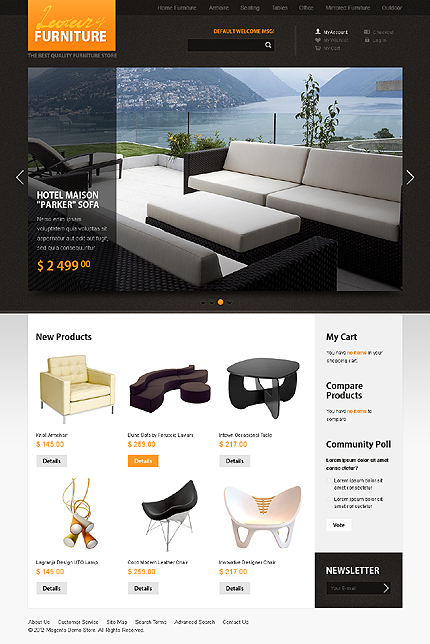 Home Furniture Armoire Seating Tables Office Mirrored Furniture Outdoor
Luxury
FURNITURE
THE BEST QUALITY FURNITURE STORE
DEFAULT WELCOME MSG!
My Account
My Wishlist
My Cart
Checkout
Log In
HOTEL MAISON
"PARKER" SOFA
Nemo enim ipsam
voluptatem quia voluptas sit
aspernatur aut odit aut fugit,
sed quia consequuntur
$ 2 499 00
New Products
Knoll Armchair
$ 145.00
Details
Dune Sofa by Ferruccio Laviani
$ 259.00
Details
Intown Occasional Table
$ 217.00
Details
Lagranja Design UTO Lamp
$ 145.00
Details
Coco Modern Leather Chair
$ 259.00
Details
Innovative Designer Chair
$ 217.00
Details
My Cart
You have no items in your
shopping cart.
Compare
Products
You have no items to
compare.
Community Poll
Lorem ipsum dolor sit amet
conse ctetur?
Lorem ipsum dolor sit
amet consectetur
Lorem ipsum dolor sit
amet consectetur
Vote
NEWSLETTER
Your E-mail
About Us Customer Service Site Map Search Terms Advanced Search Contact Us
© 2012 Magento Demo Store. All Rights Reserved.